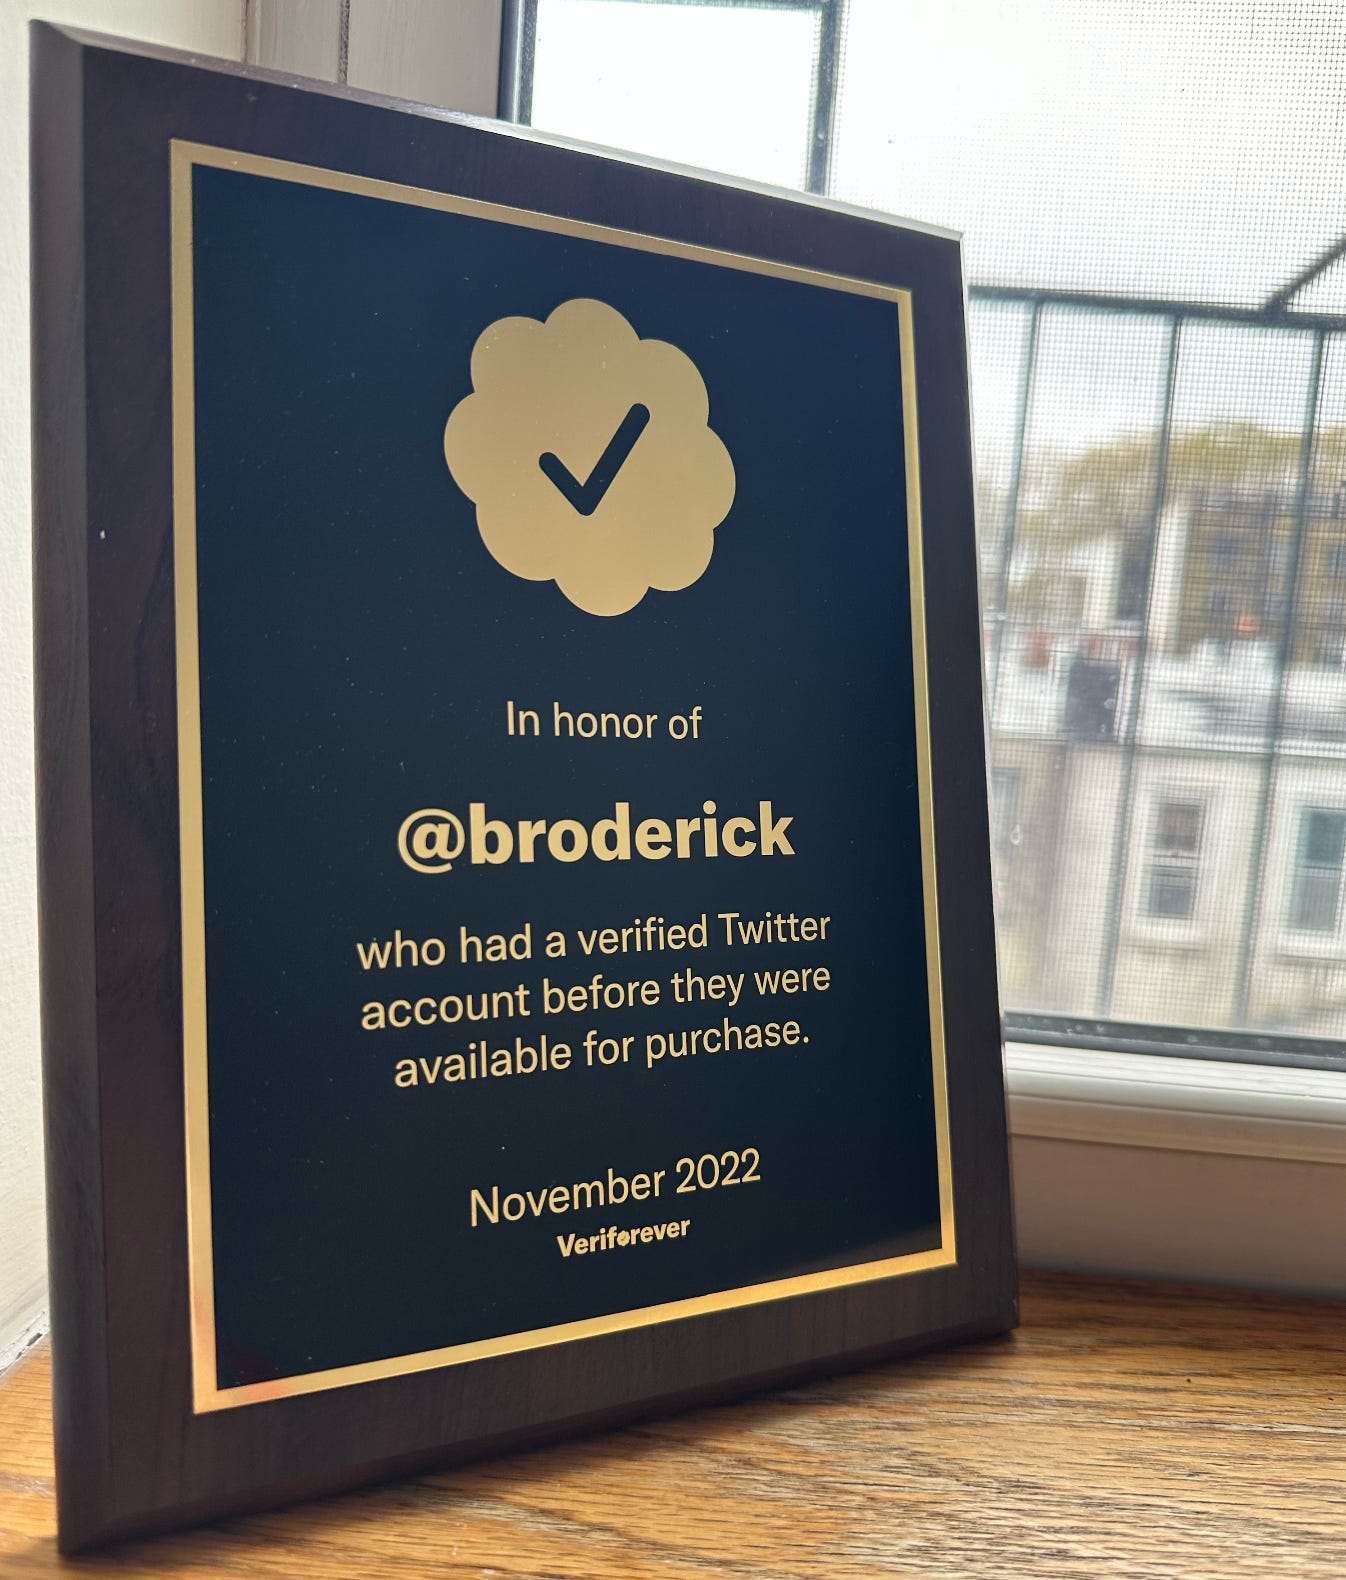 In honor of
@broderick
who had a verified Twitter
account before they were
available for purchase.
November 2022
Veriforever